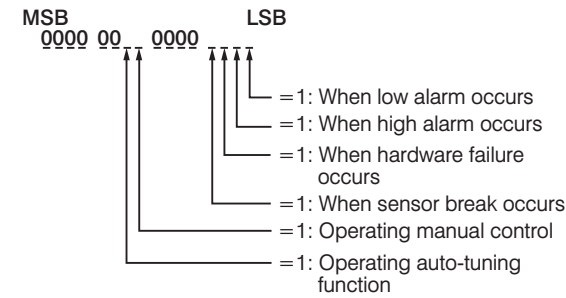 MSB LSB
0000 00_ _ 0000 _ _ _ _
=1: When low alarm occurs
=1: When high alarm occurs
=1: When hardware failure
occurs
=1: When sensor break occurs
=1: Operating manual control
=1: Operating auto-tuning
function